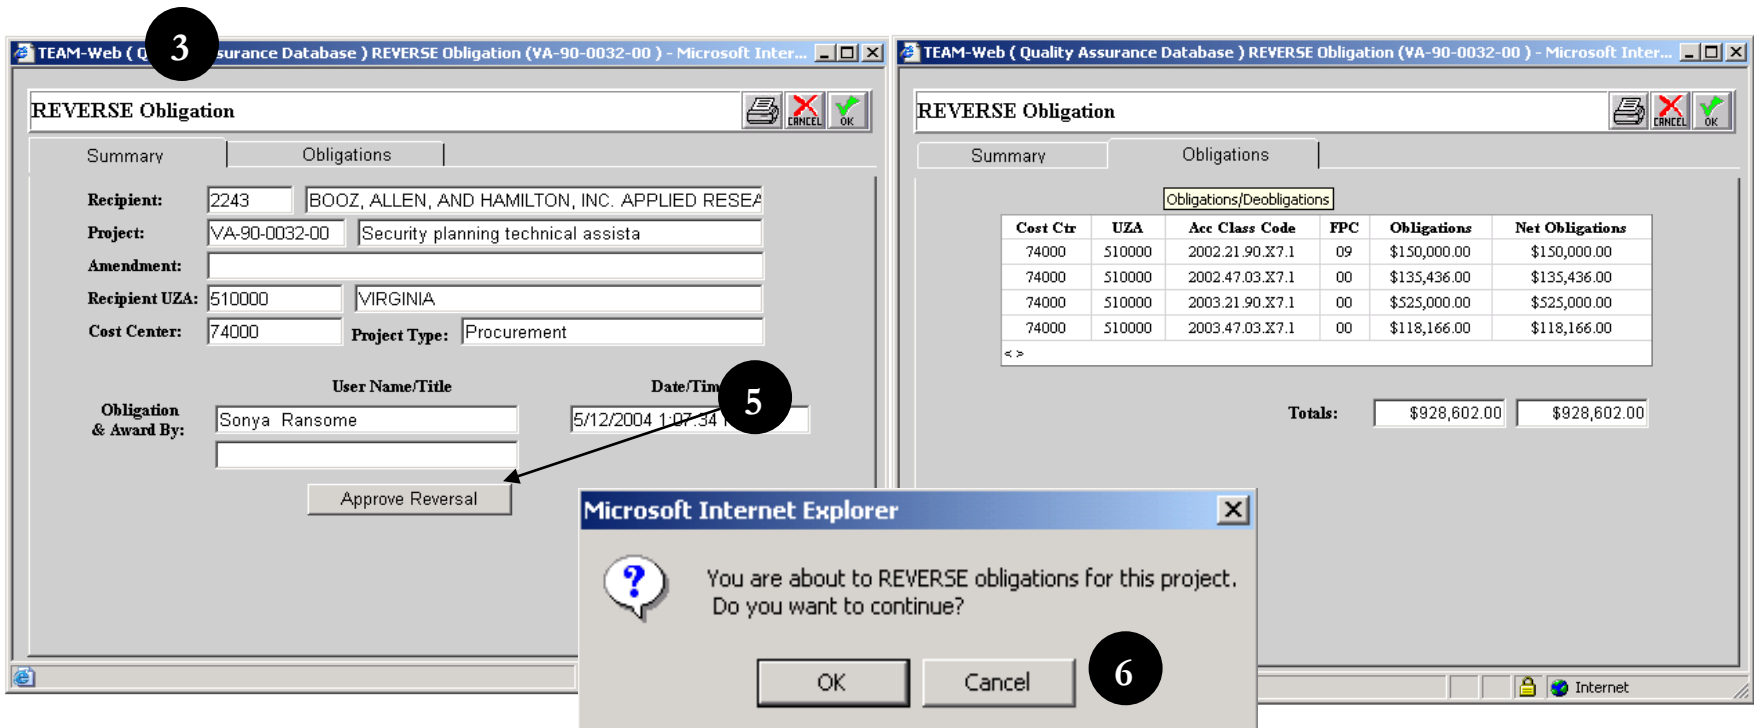 3
TEAM-Web ( Q surance Database ) REVERSE Obligation (VA-90-0032-00 ) - Microsoft Inter...
REVERSE Obligation
CANCEL
OK
Summary
Obligations
Recipient: 2243 BOOZ, ALLEN, AND HAMILTON, INC. APPLIED RESEA
Project: VA-90-0032-00 Security planning technical assista
Amendment:
Recipient UZA: 510000 VIRGINIA
Cost Center: 74000 Project Type: Procurement
User Name/Title Date/Tim
5
Obligation
& Award By:
Sonya Ransome 5/12/2004 1:07:34
Approve Reversal
TEAM-Web ( Quality Assurance Database ) REVERSE Obligation (VA-90-0032-00 ) - Microsoft Inter...
REVERSE Obligation
CANCEL
OK
Summary
Obligations
Obligations/Deobligations
Cost Ctr UZA Acc Class Code FPC Obligations Net Obligations
74000 510000 2002.21.90.X7.1 09 $150,000.00 $150,000.00
74000 510000 2002.47.03.X7.1 00 $135,436.00 $135,436.00
74000 510000 2003.21.90.X7.1 00 $525,000.00 $525,000.00
74000 510000 2003.47.03.X7.1 00 $118,166.00 $118,166.00
< >
Totals: $928,602.00 $928,602.00
Microsoft Internet Explorer
You are about to REVERSE obligations for this project.
Do you want to continue?
OK
Cancel
6
Internet